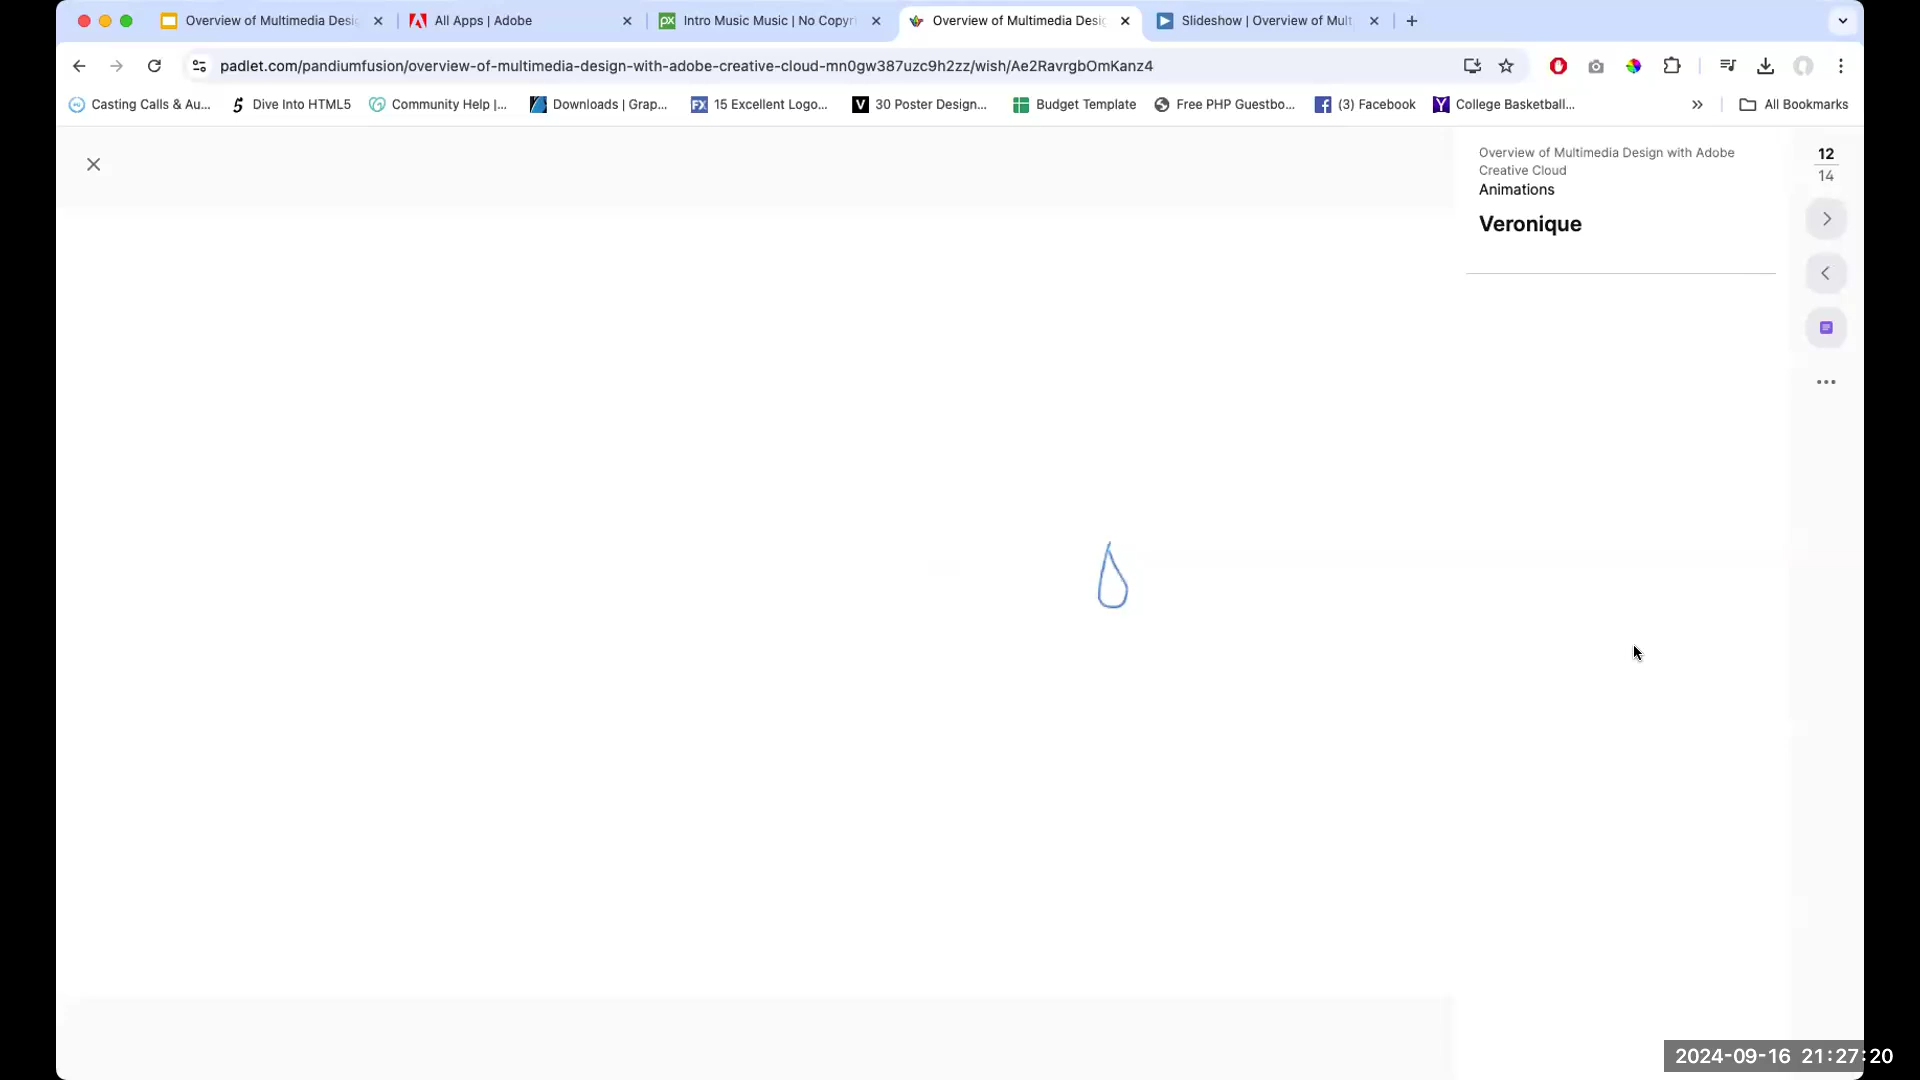 Overview of Multimedia Desig
All Apps | Adobe
Intro Music Music | No Copyri
Overview of Multimedia Desig
Slideshow | Overview of Mult
padlet.com/pandiumfusion/overview-of-multimedia-design-with-adobe-creative-cloud-mn0gw387uzc9h2zz/wish/Ae2RavrgbOmKanz4
Casting Calls & Au...
Dive Into HTML5
Community Help |...
Downloads | Grap...
FX 15 Excellent Logo...
V 30 Poster Design...
Budget Template
Free PHP Guestbo...
(3) Facebook
Y College Basketball...
All Bookmarks
Overview of Multimedia Design with Adobe
Creative Cloud
Animations
Veronique
12
14
2024-09-16 21:27:20